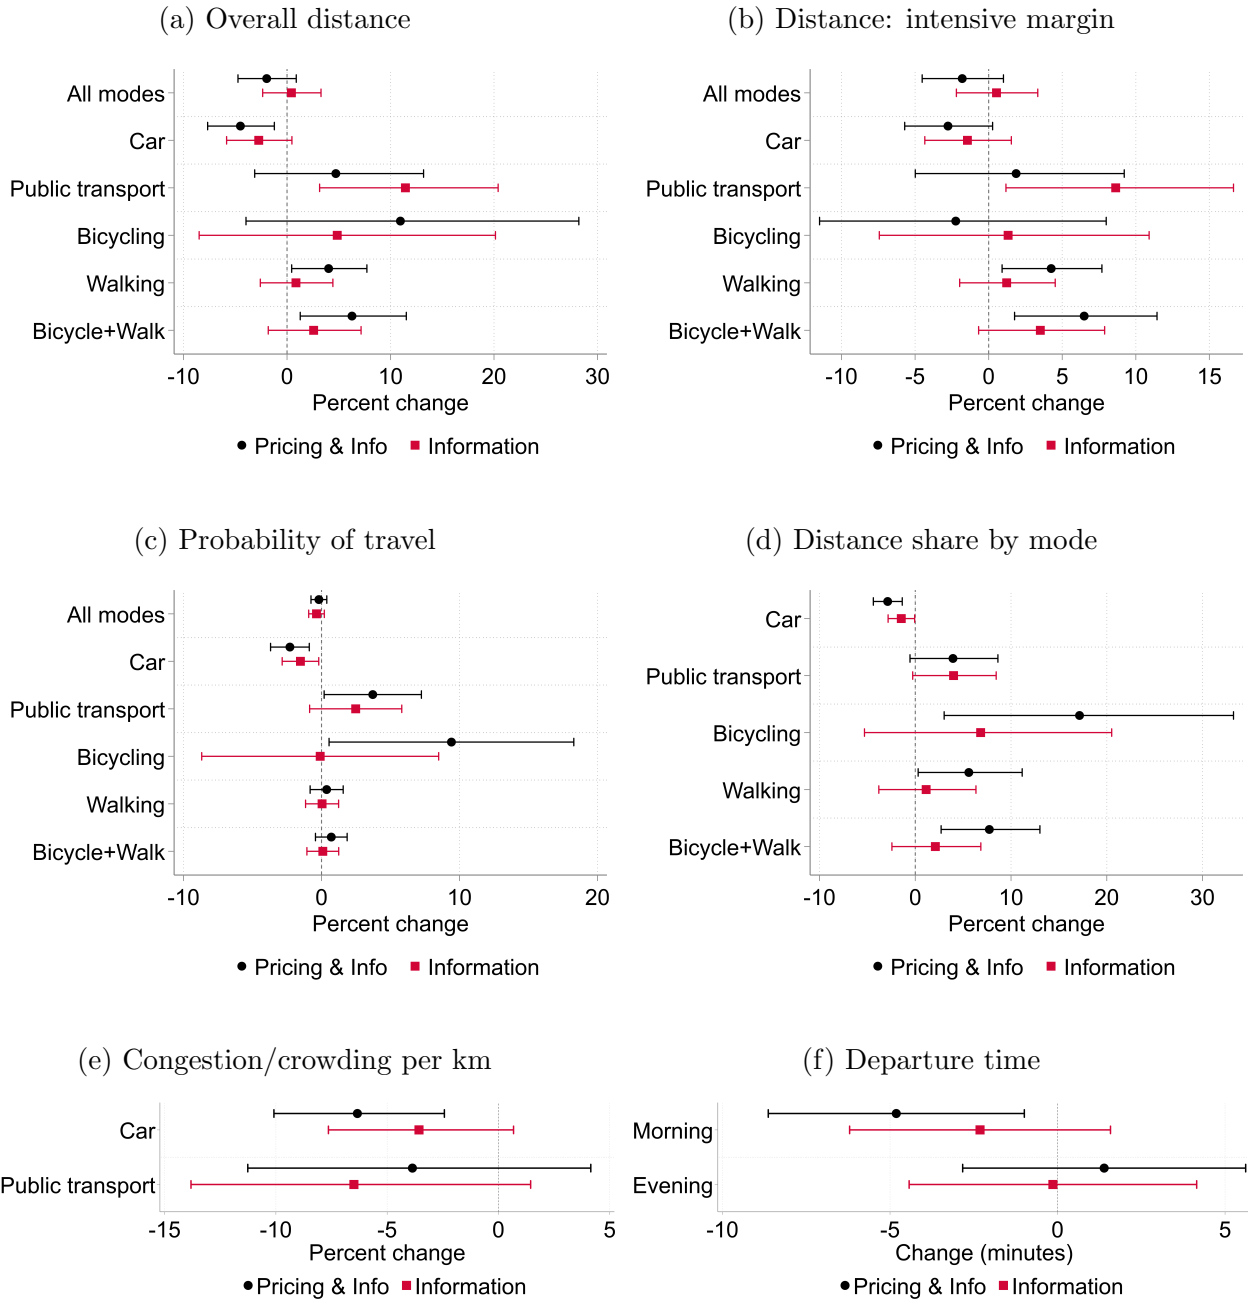 (a) Overall distance
All modes
Car
Public transport
Bicycling
Walking
Bicycle+Walk
-10 0 10 20 30
Percent change
Pricing & Info Information
(b) Distance: intensive margin
All modes
Car
Public transport
Bicycling
Walking
Bicycle+Walk
-10 -5 0 5 10 15
Percent change
Pricing & Info Information
(c) Probability of travel
All modes
Car
Public transport
Bicycling
Walking
Bicycle+Walk
-10 0 10 20
Percent change
Pricing & Info Information
(d) Distance share by mode
Car
Public transport
Bicycling
Walking
Bicycle+Walk
-10 0 10 20 30
Percent change
Pricing & Info Information
(e) Congestion/crowding per km
Car
Public transport
-15 -10 -5 0 5
Percent change
Pricing & Info Information
(f) Departure time
Morning
Evening
-10 -5 0 5
Change (minutes)
Pricing & Info Information